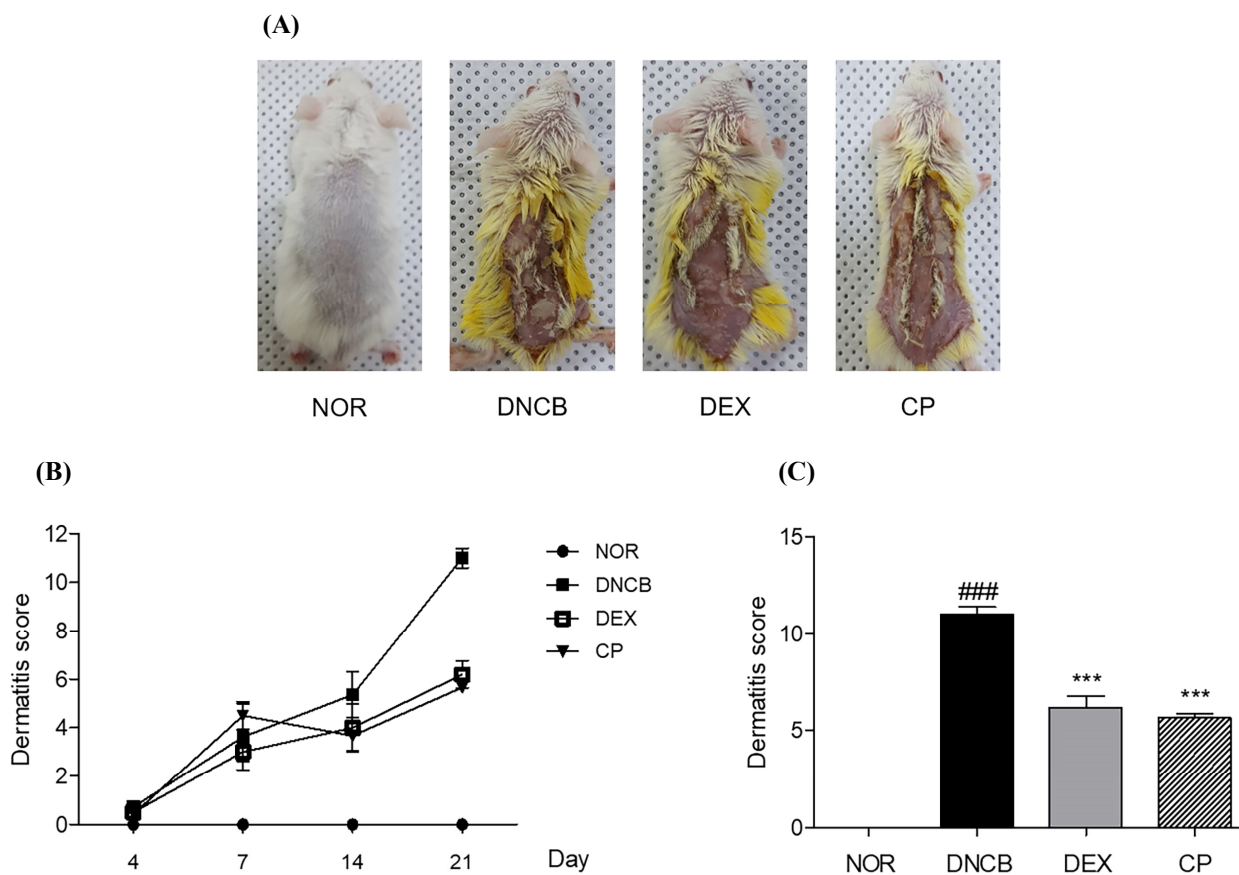 (A)
NOR DNCB DEX CP
(B)
Dermatitis score
12
10
8
6
4
2
0
4 7 14 21 Day
NOR
DNCB
DEX
CP
(C)
Dermatitis score
15
10
5
0
###
***
***
NOR DNCB DEX CP